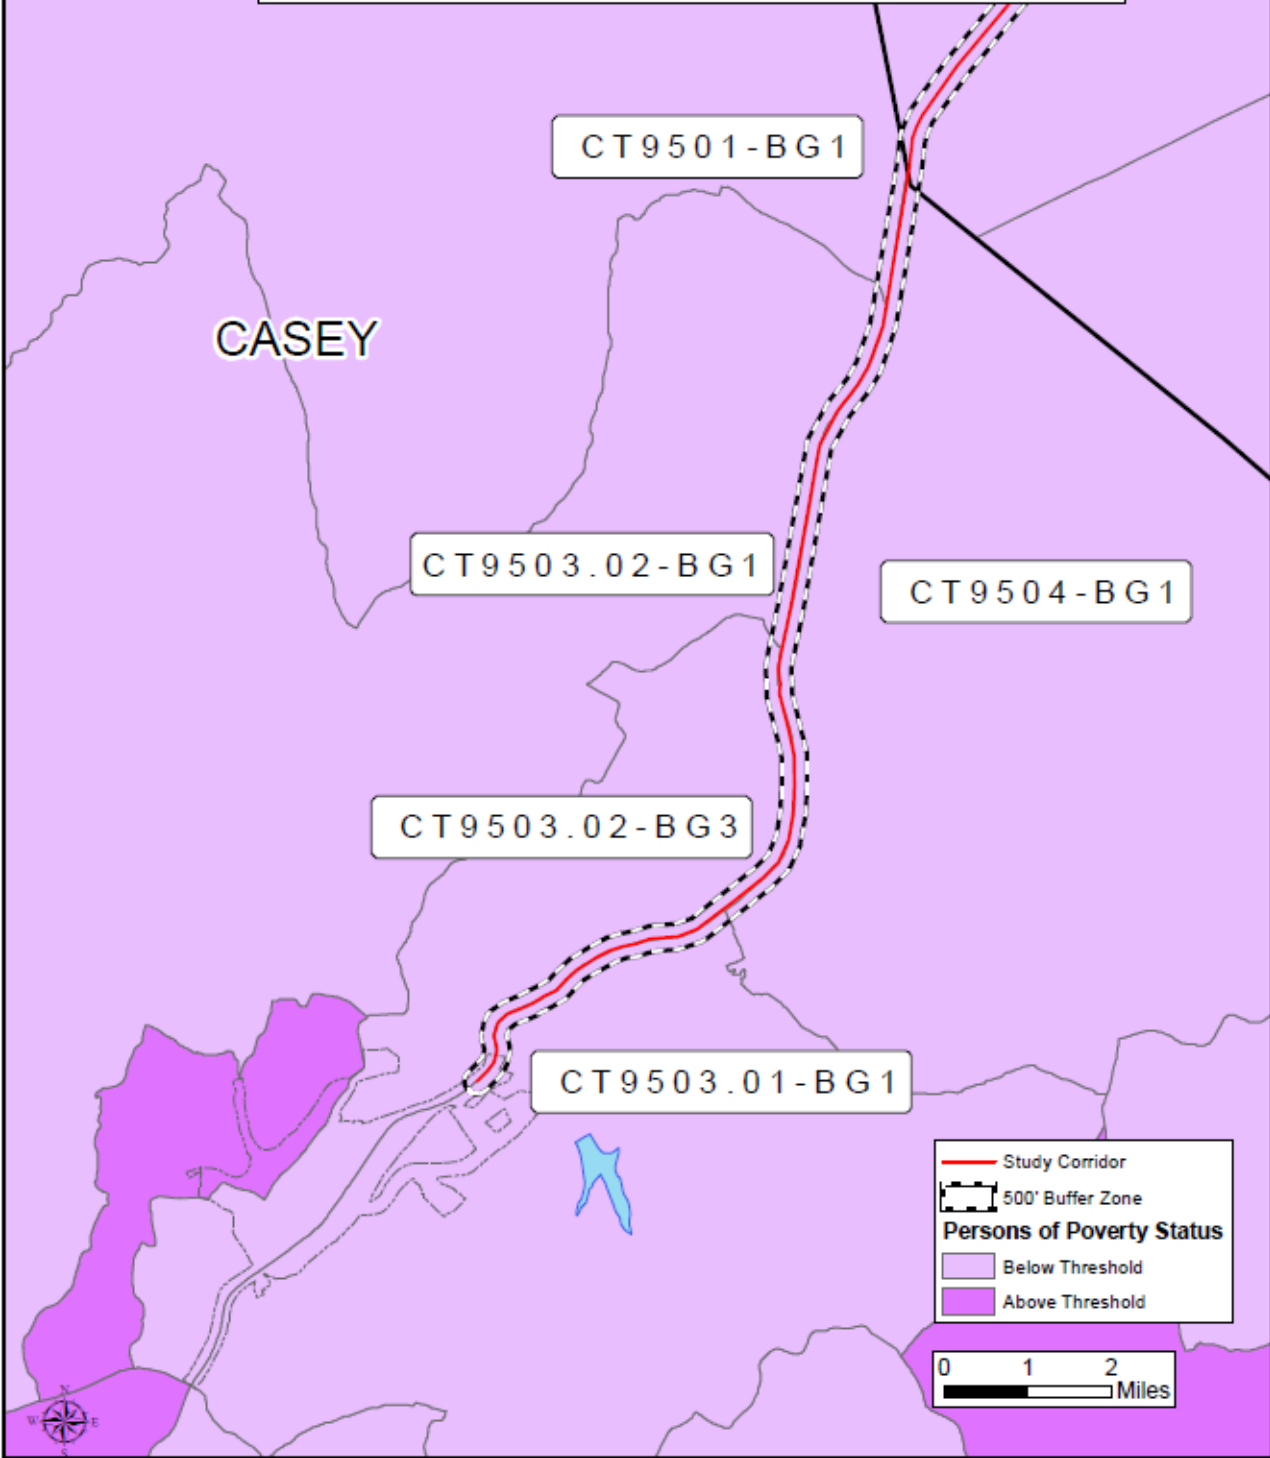 CT9501-BG1
CASEY
CT9503.02-BG1
CT9504-BG1
CT9503.02-BG3
CT9503.01-BG1
Study Corridor
500' Buffer Zone
Persons of Poverty Status
Below Threshold
Above Threshold
0 1 2
Miles
N
W E
S